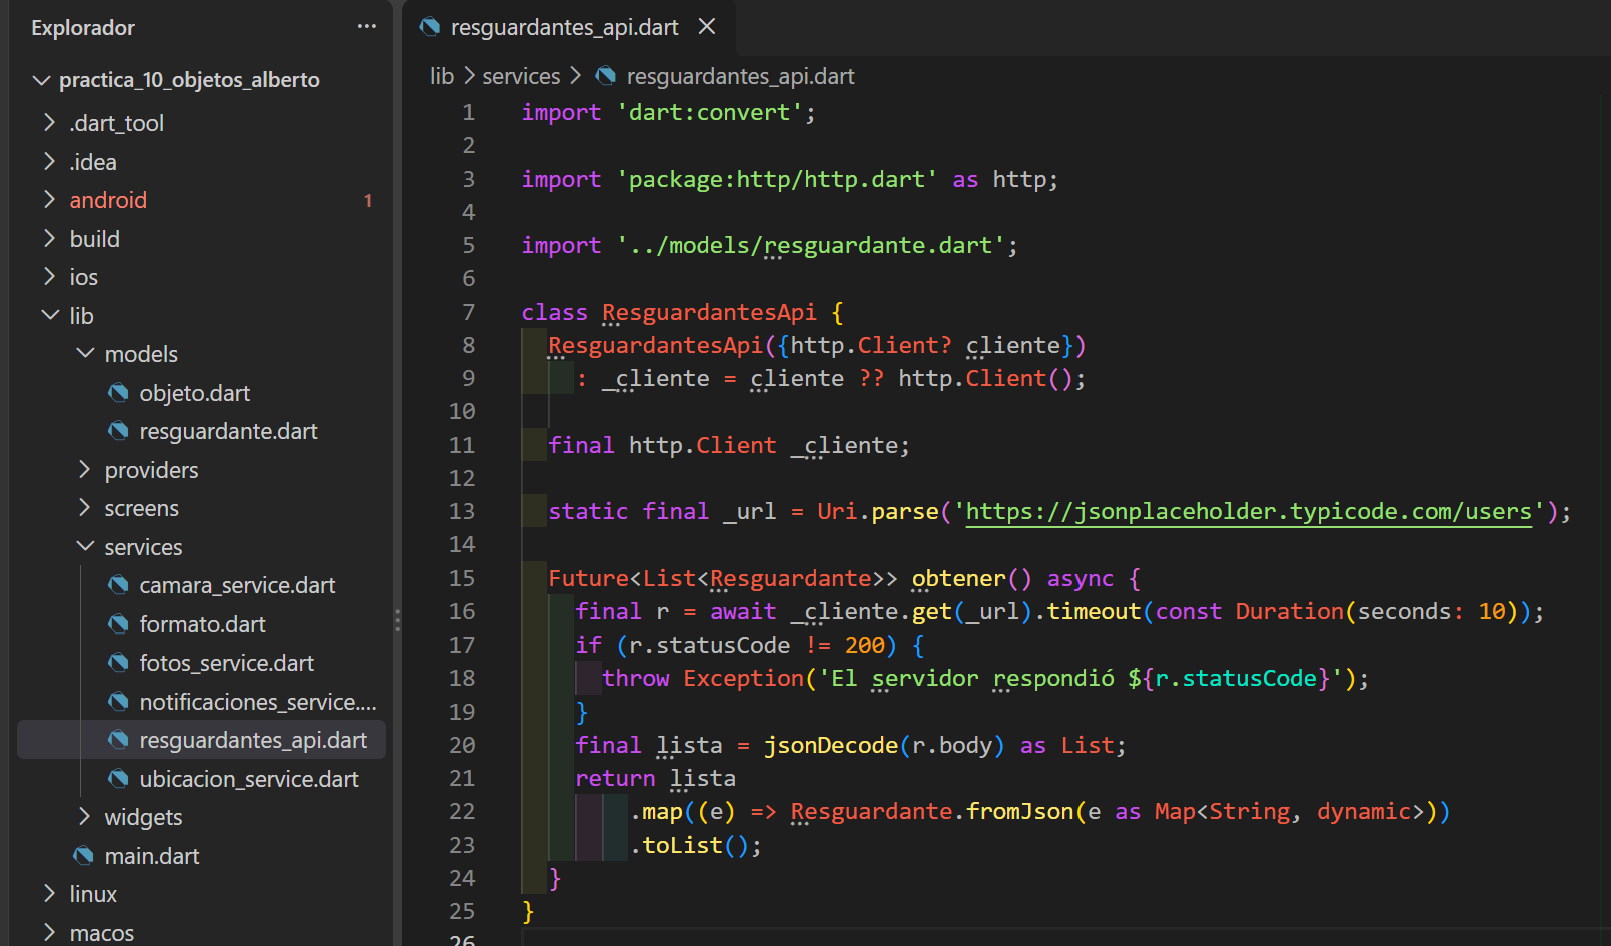 Explorador
practica_10_objetos_alberto
.dart_tool
.idea
android 1
build
ios
lib
models
objeto.dart
resguardante.dart
providers
screens
services
camara_service.dart
formato.dart
fotos_service.dart
notificaciones_service....
resguardantes_api.dart
ubicacion_service.dart
widgets
main.dart
linux
macos
resguardantes_api.dart
lib > services > resguardantes_api.dart
1 import 'dart:convert';
2
3 import 'package:http/http.dart' as http;
4
5 import '../models/resguardante.dart';
6
7 class ResguardantesApi {
8   ResguardantesApi({http.Client? cliente})
9     : _cliente = cliente ?? http.Client();
10
11   final http.Client _cliente;
12
13   static final _url = Uri.parse('https://jsonplaceholder.typicode.com/users');
14
15   Future<List<Resguardante>> obtener() async {
16     final r = await _cliente.get(_url).timeout(const Duration(seconds: 10));
17     if (r.statusCode != 200) {
18       throw Exception('El servidor respondió ${r.statusCode}');
19     }
20     final lista = jsonDecode(r.body) as List;
21     return lista
22         .map((e) => Resguardante.fromJson(e as Map<String, dynamic>))
23         .toList();
24   }
25 }
26